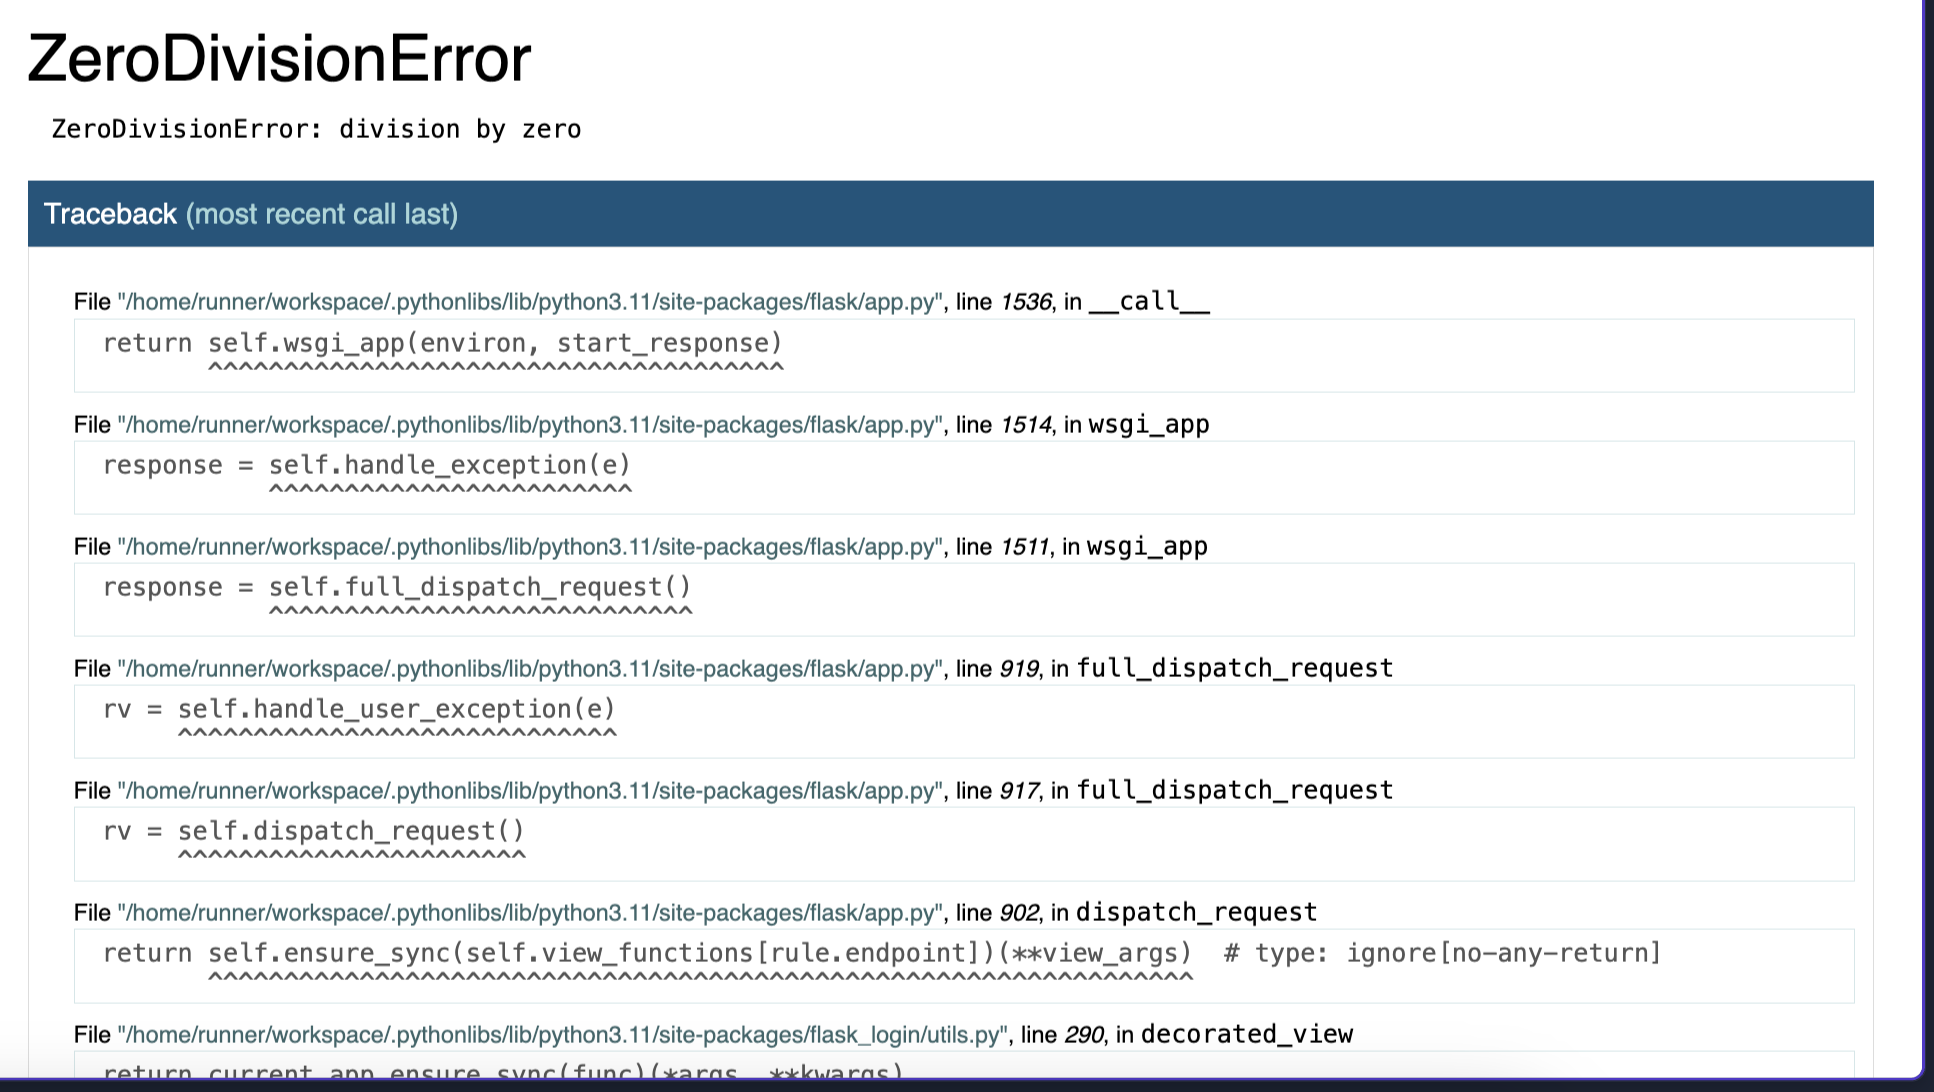 ZeroDivisionError
ZeroDivisionError: division by zero
Traceback (most recent call last)
File "/home/runner/workspace/.pythonlibs/lib/python3.11/site-packages/flask/app.py", line 1536, in __call__
return self.wsgi_app(environ, start_response)
^^^^^^^^^^^^^^^^^^^^^^^^^^^^^^^^^^^^^^
File "/home/runner/workspace/.pythonlibs/lib/python3.11/site-packages/flask/app.py", line 1514, in wsgi_app
response = self.handle_exception(e)
^^^^^^^^^^^^^^^^^^^^^^^^
File "/home/runner/workspace/.pythonlibs/lib/python3.11/site-packages/flask/app.py", line 1511, in wsgi_app
response = self.full_dispatch_request()
^^^^^^^^^^^^^^^^^^^^^^^^^^^^
File "/home/runner/workspace/.pythonlibs/lib/python3.11/site-packages/flask/app.py", line 919, in full_dispatch_request
rv = self.handle_user_exception(e)
^^^^^^^^^^^^^^^^^^^^^^^^^^^^^
File "/home/runner/workspace/.pythonlibs/lib/python3.11/site-packages/flask/app.py", line 917, in full_dispatch_request
rv = self.dispatch_request()
^^^^^^^^^^^^^^^^^^^^^^^
File "/home/runner/workspace/.pythonlibs/lib/python3.11/site-packages/flask/app.py", line 902, in dispatch_request
return self.ensure_sync(self.view_functions[rule.endpoint])(**view_args)  # type: ignore[no-any-return]
^^^^^^^^^^^^^^^^^^^^^^^^^^^^^^^^^^^^^^^^^^^^^^^^^^^^^^^^^^^^^^^^^
File "/home/runner/workspace/.pythonlibs/lib/python3.11/site-packages/flask_login/utils.py", line 290, in decorated_view
return current_app.ensure_sync(func)(*args, **kwargs)